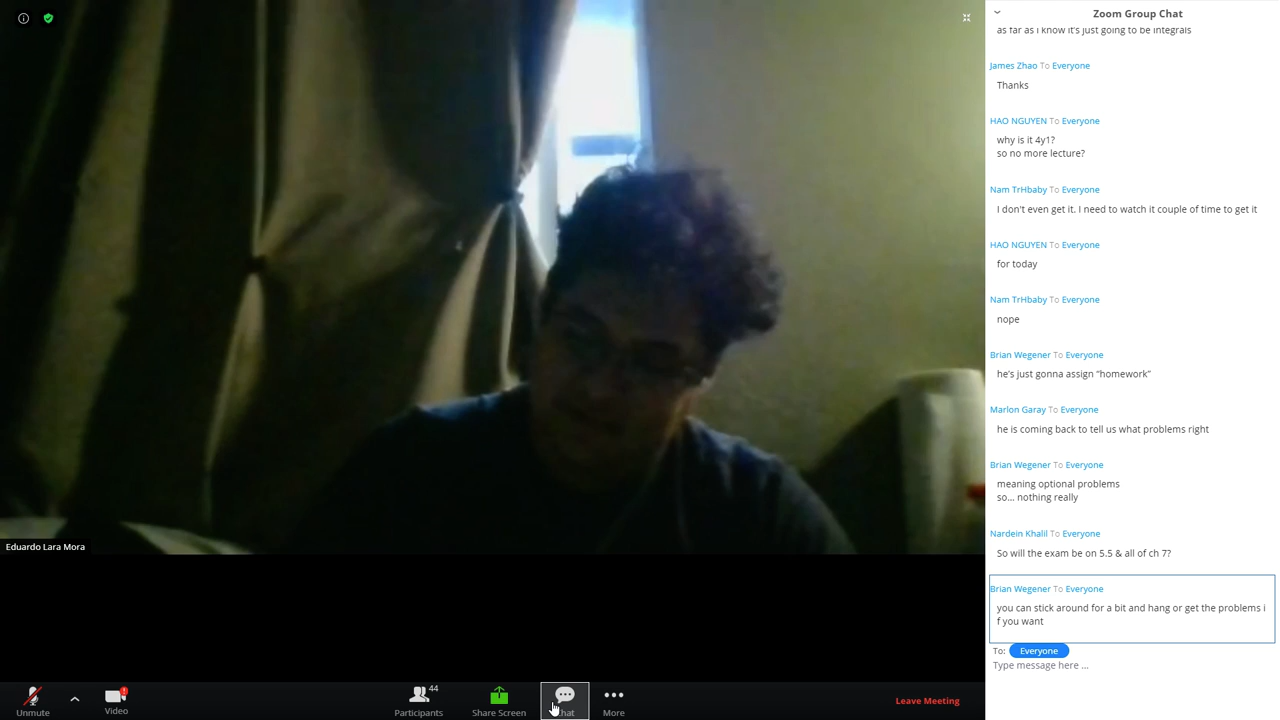 Zoom Group Chat
as far as i know it's just going to be integrals
James Zhao To Everyone
Thanks
HAO NGUYEN To Everyone
why is it 4y1?
so no more lecture?
Nam TrHbaby To Everyone
I don't even get it. I need to watch it couple of time to get it
HAO NGUYEN To Everyone
for today
Nam TrHbaby To Everyone
nope
Brian Wegener To Everyone
he's just gonna assign “homework”
Marlon Garay To Everyone
he is coming back to tell us what problems right
Brian Wegener To Everyone
meaning optional problems
so... nothing really
Nardein Khalil To Everyone
So will the exam be on 5.5 & all of ch 7?
Brian Wegener To Everyone
you can stick around for a bit and hang or get the problems i
f you want
To: Everyone
Type message here ...
Eduardo Lara Mora
44
Unmute
Video
Participants
Share Screen
Chat
More
Leave Meeting